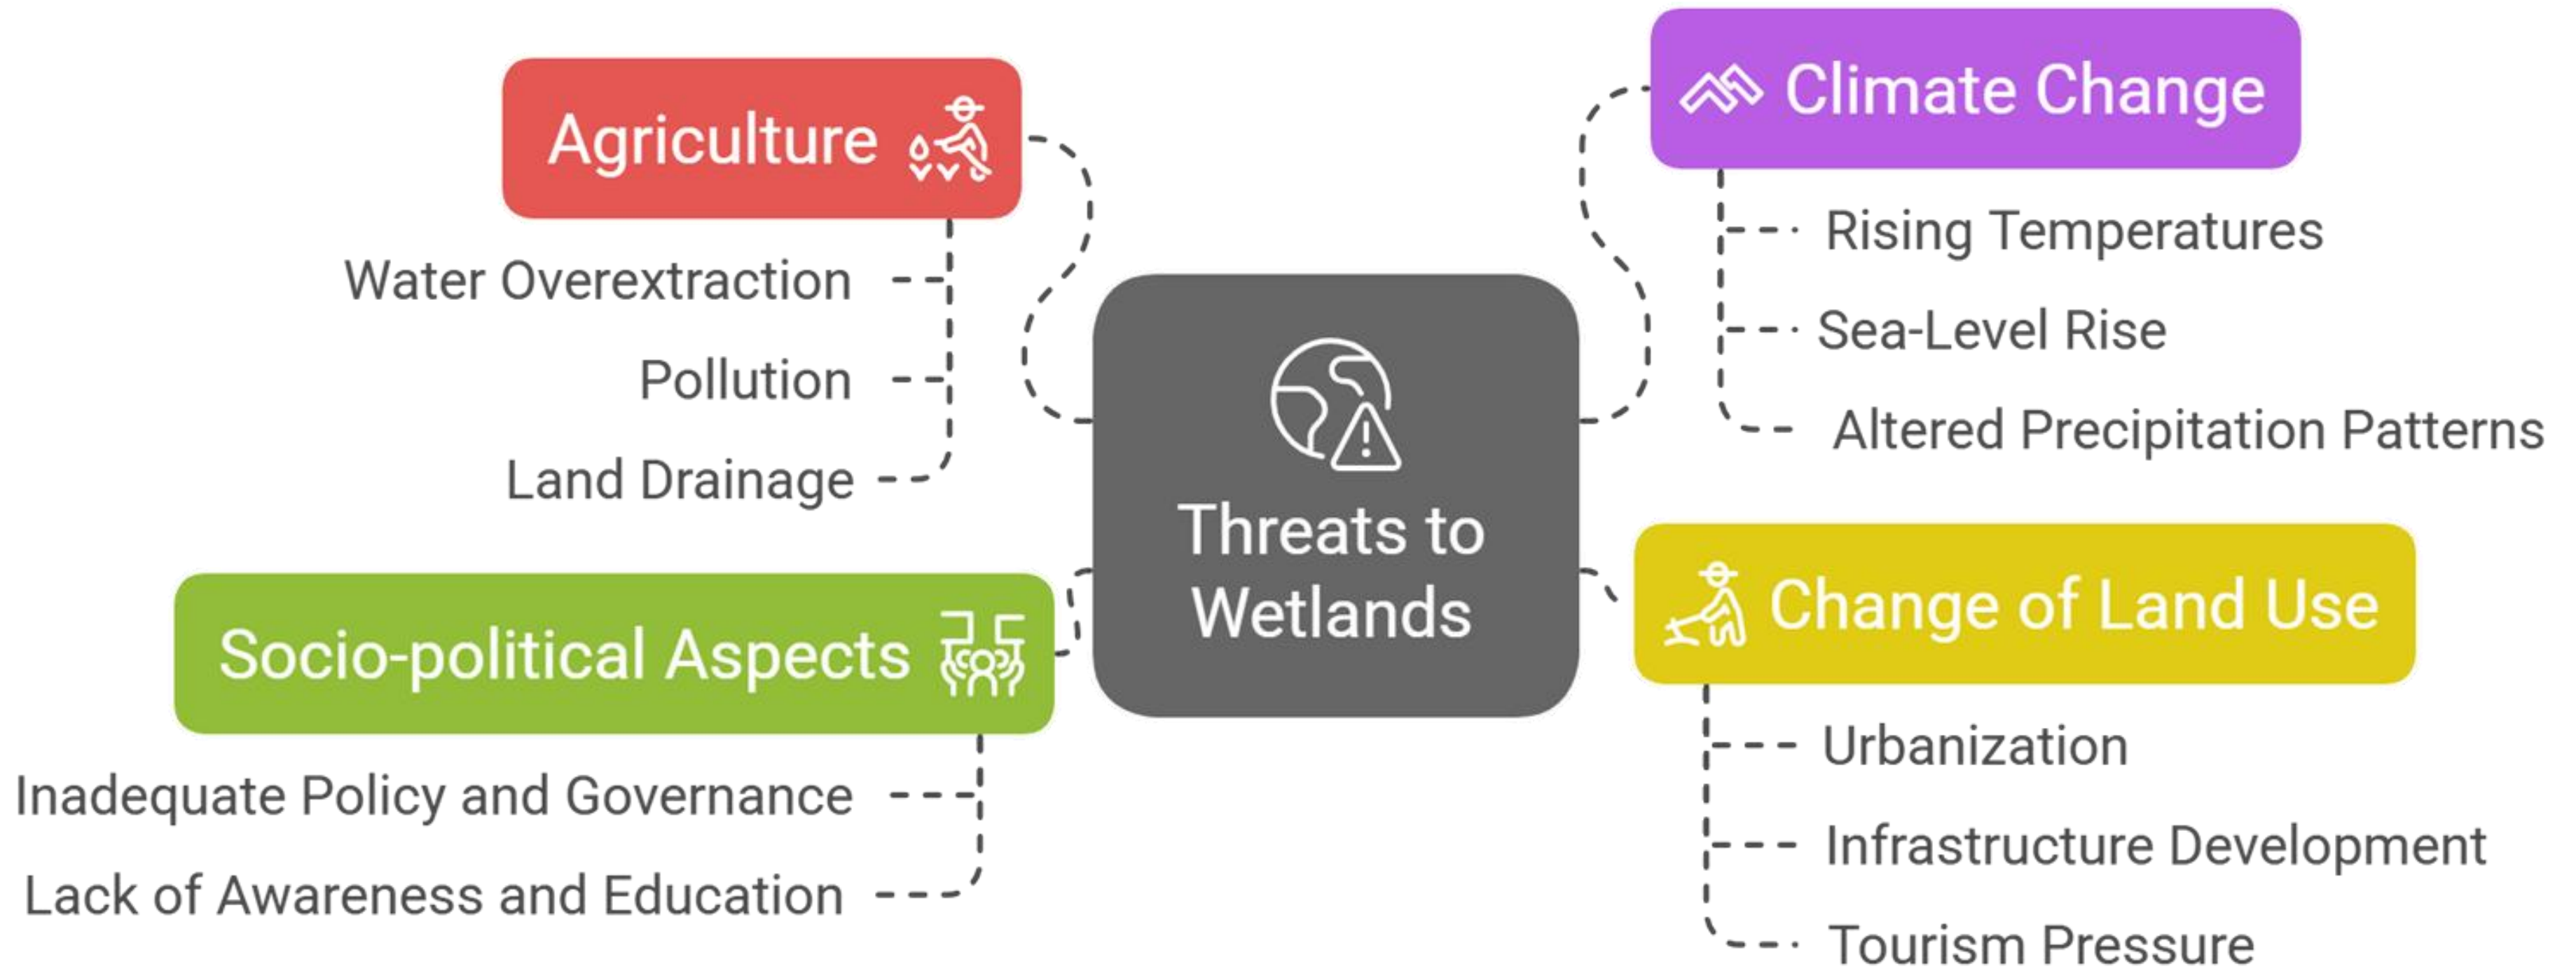 Agriculture
Water Overextraction
Pollution
Land Drainage
Socio-political Aspects
Inadequate Policy and Governance
Lack of Awareness and Education
Threats to
Wetlands
Climate Change
Rising Temperatures
Sea-Level Rise
Altered Precipitation Patterns
Change of Land Use
Urbanization
Infrastructure Development
Tourism Pressure